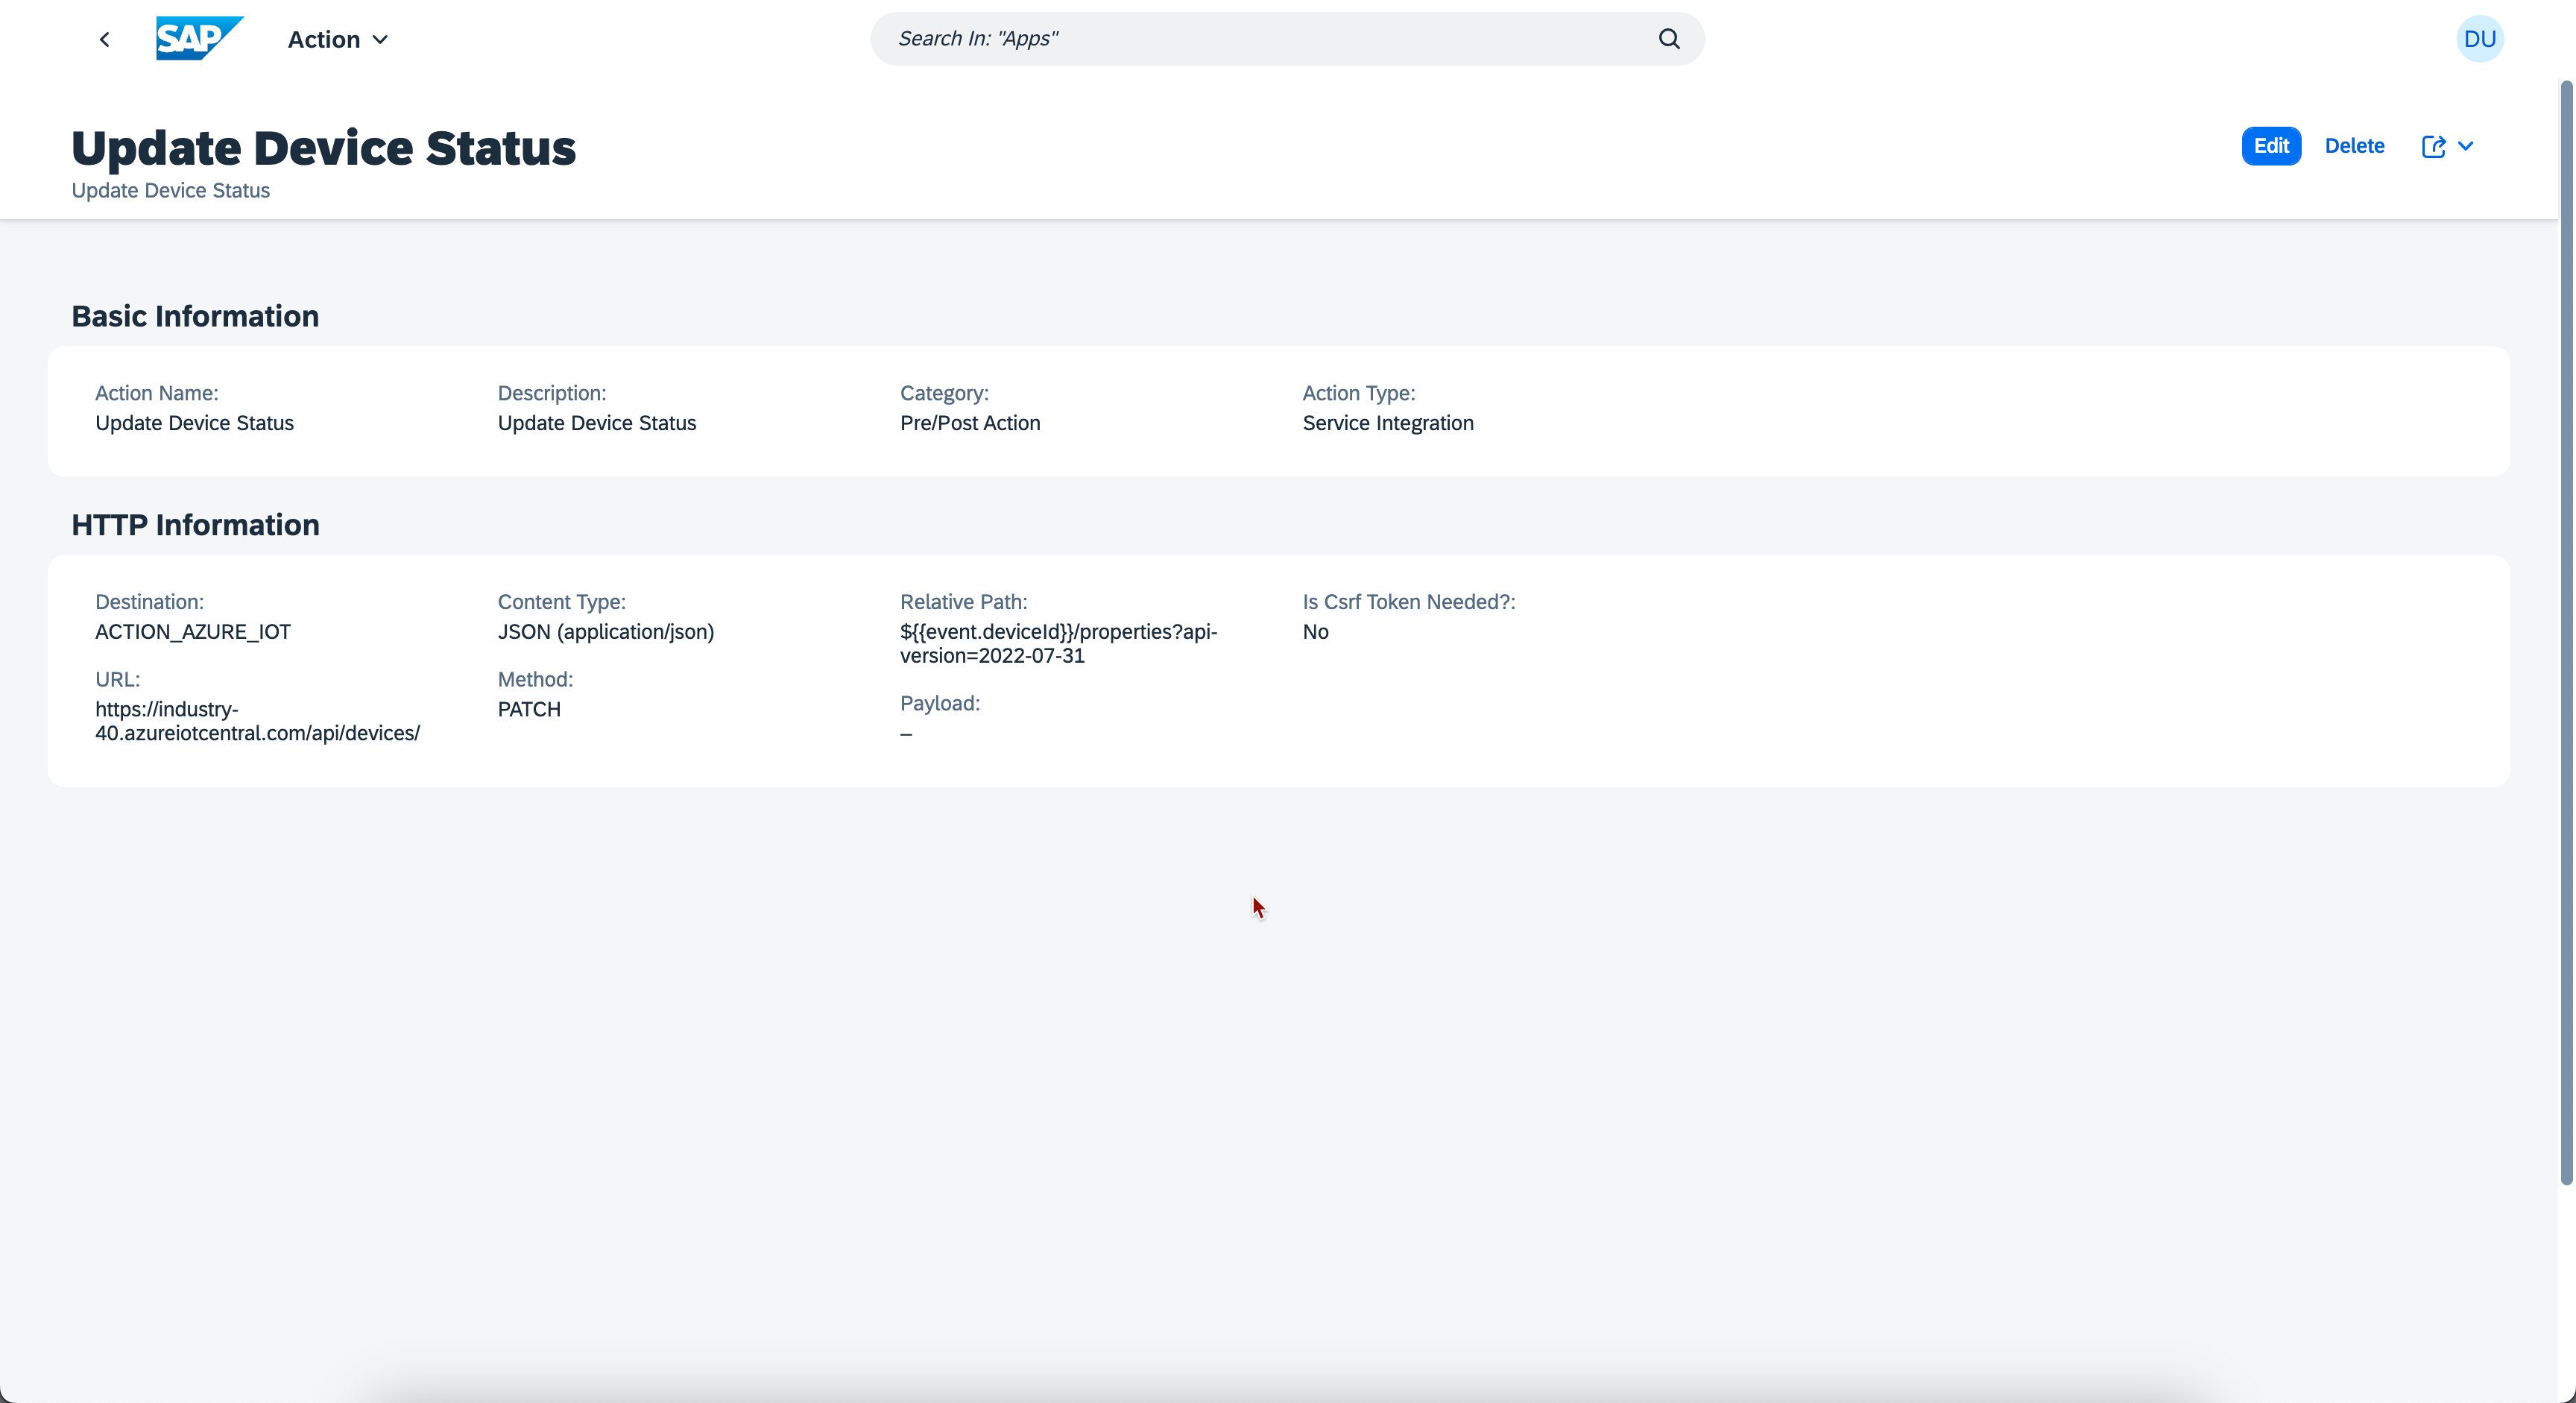 SAP
Action
Search In: "Apps"
DU
Update Device Status
Update Device Status
Edit
Delete
Basic Information
Action Name:
Update Device Status
Description:
Update Device Status
Category:
Pre/Post Action
Action Type:
Service Integration
HTTP Information
Destination:
ACTION_AZURE_IOT
URL:
https://industry-
40.azureiotcentral.com/api/devices/
Content Type:
JSON (application/json)
Method:
PATCH
Relative Path:
${{event.deviceId}}/properties?api-
version=2022-07-31
Payload:
–
Is Csrf Token Needed?:
No